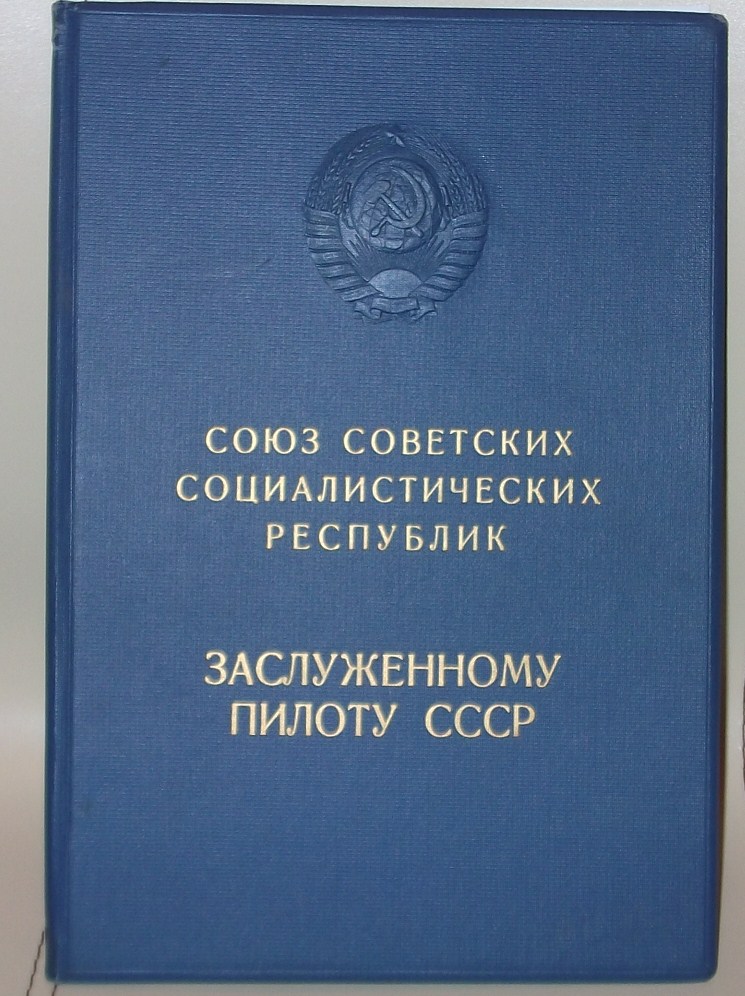 СОЮЗ СОВЕТСКИХ
СОЦИАЛИСТИЧЕСКИХ
РЕСПУБЛИК
ЗАСЛУЖЕННОМУ
ПИЛОТУ СССР